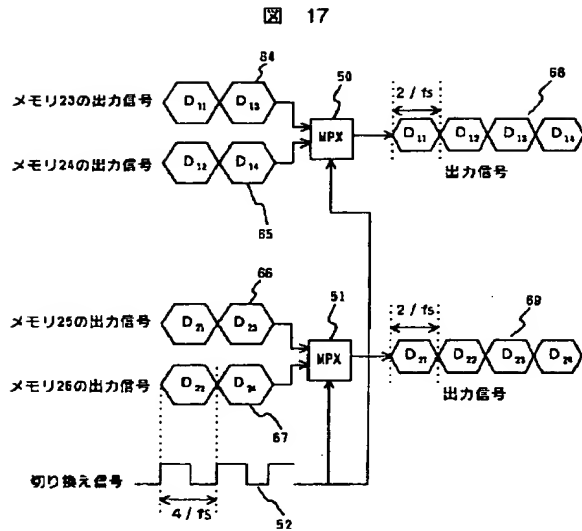 図 17
64
50
68
メモリ23の出力信号
D11
D13
2/fs
MPX
D11
D12
D13
D14
メモリ24の出力信号
D12
D14
出力信号
65
66
51
69
メモリ25の出力信号
D21
D23
2/fs
MPX
D21
D22
D23
D24
メモリ26の出力信号
D22
D24
出力信号
67
切り換え信号
4/fs
52